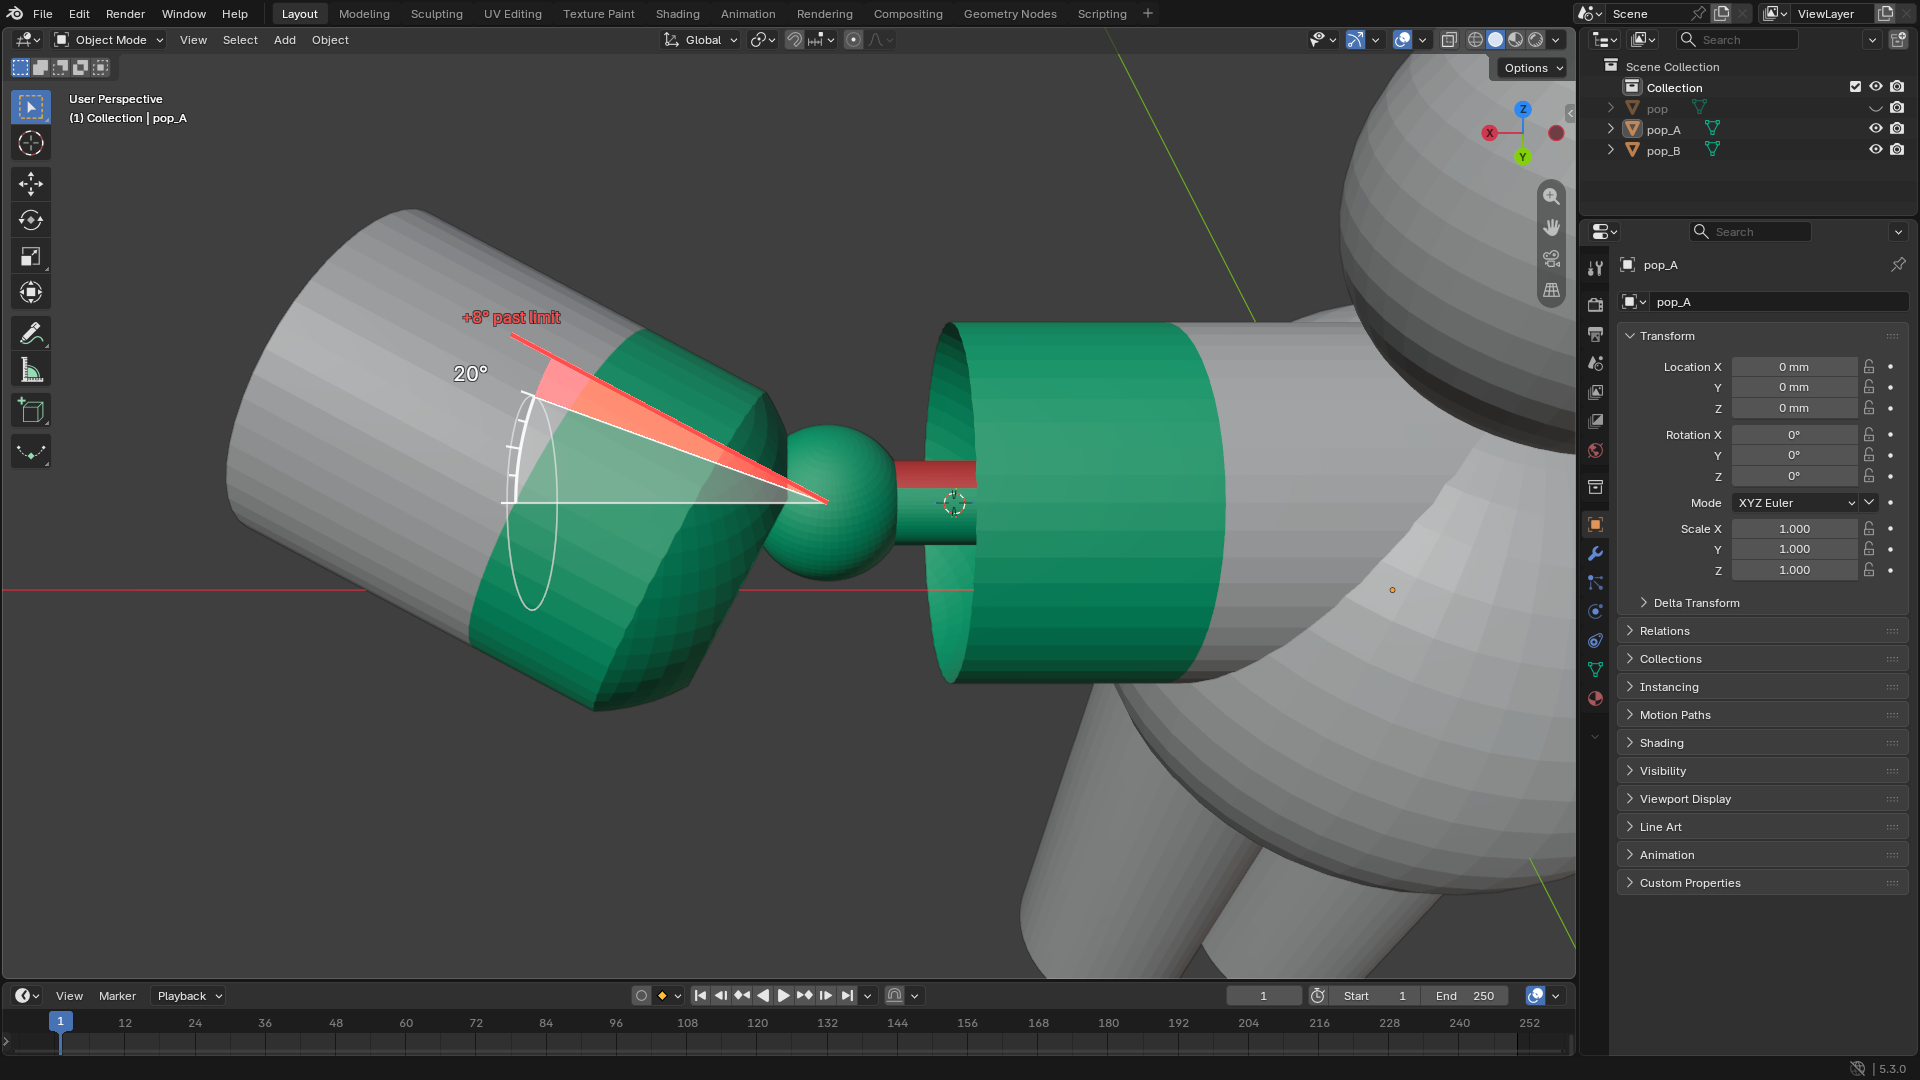 File Edit Render Window Help Layout Modeling Sculpting UV Editing Texture Paint Shading Animation Rendering Compositing Geometry Nodes Scripting + Scene ViewLayer
Object Mode View Select Add Object Global Search
Options
User Perspective
(1) Collection | pop_A
Scene Collection
Collection
pop
pop_A
pop_B
Z
X
Y
+8° past limit
20°
Search
pop_A
pop_A
Transform
Location X 0 mm
Y 0 mm
Z 0 mm
Rotation X 0°
Y 0°
Z 0°
Mode XYZ Euler
Scale X 1.000
Y 1.000
Z 1.000
Delta Transform
Relations
Collections
Instancing
Motion Paths
Shading
Visibility
Viewport Display
Line Art
Animation
Custom Properties
View Marker Playback 1 Start 1 End 250
1 12 24 36 48 60 72 84 96 108 120 132 144 156 168 180 192 204 216 228 240 252
5.3.0